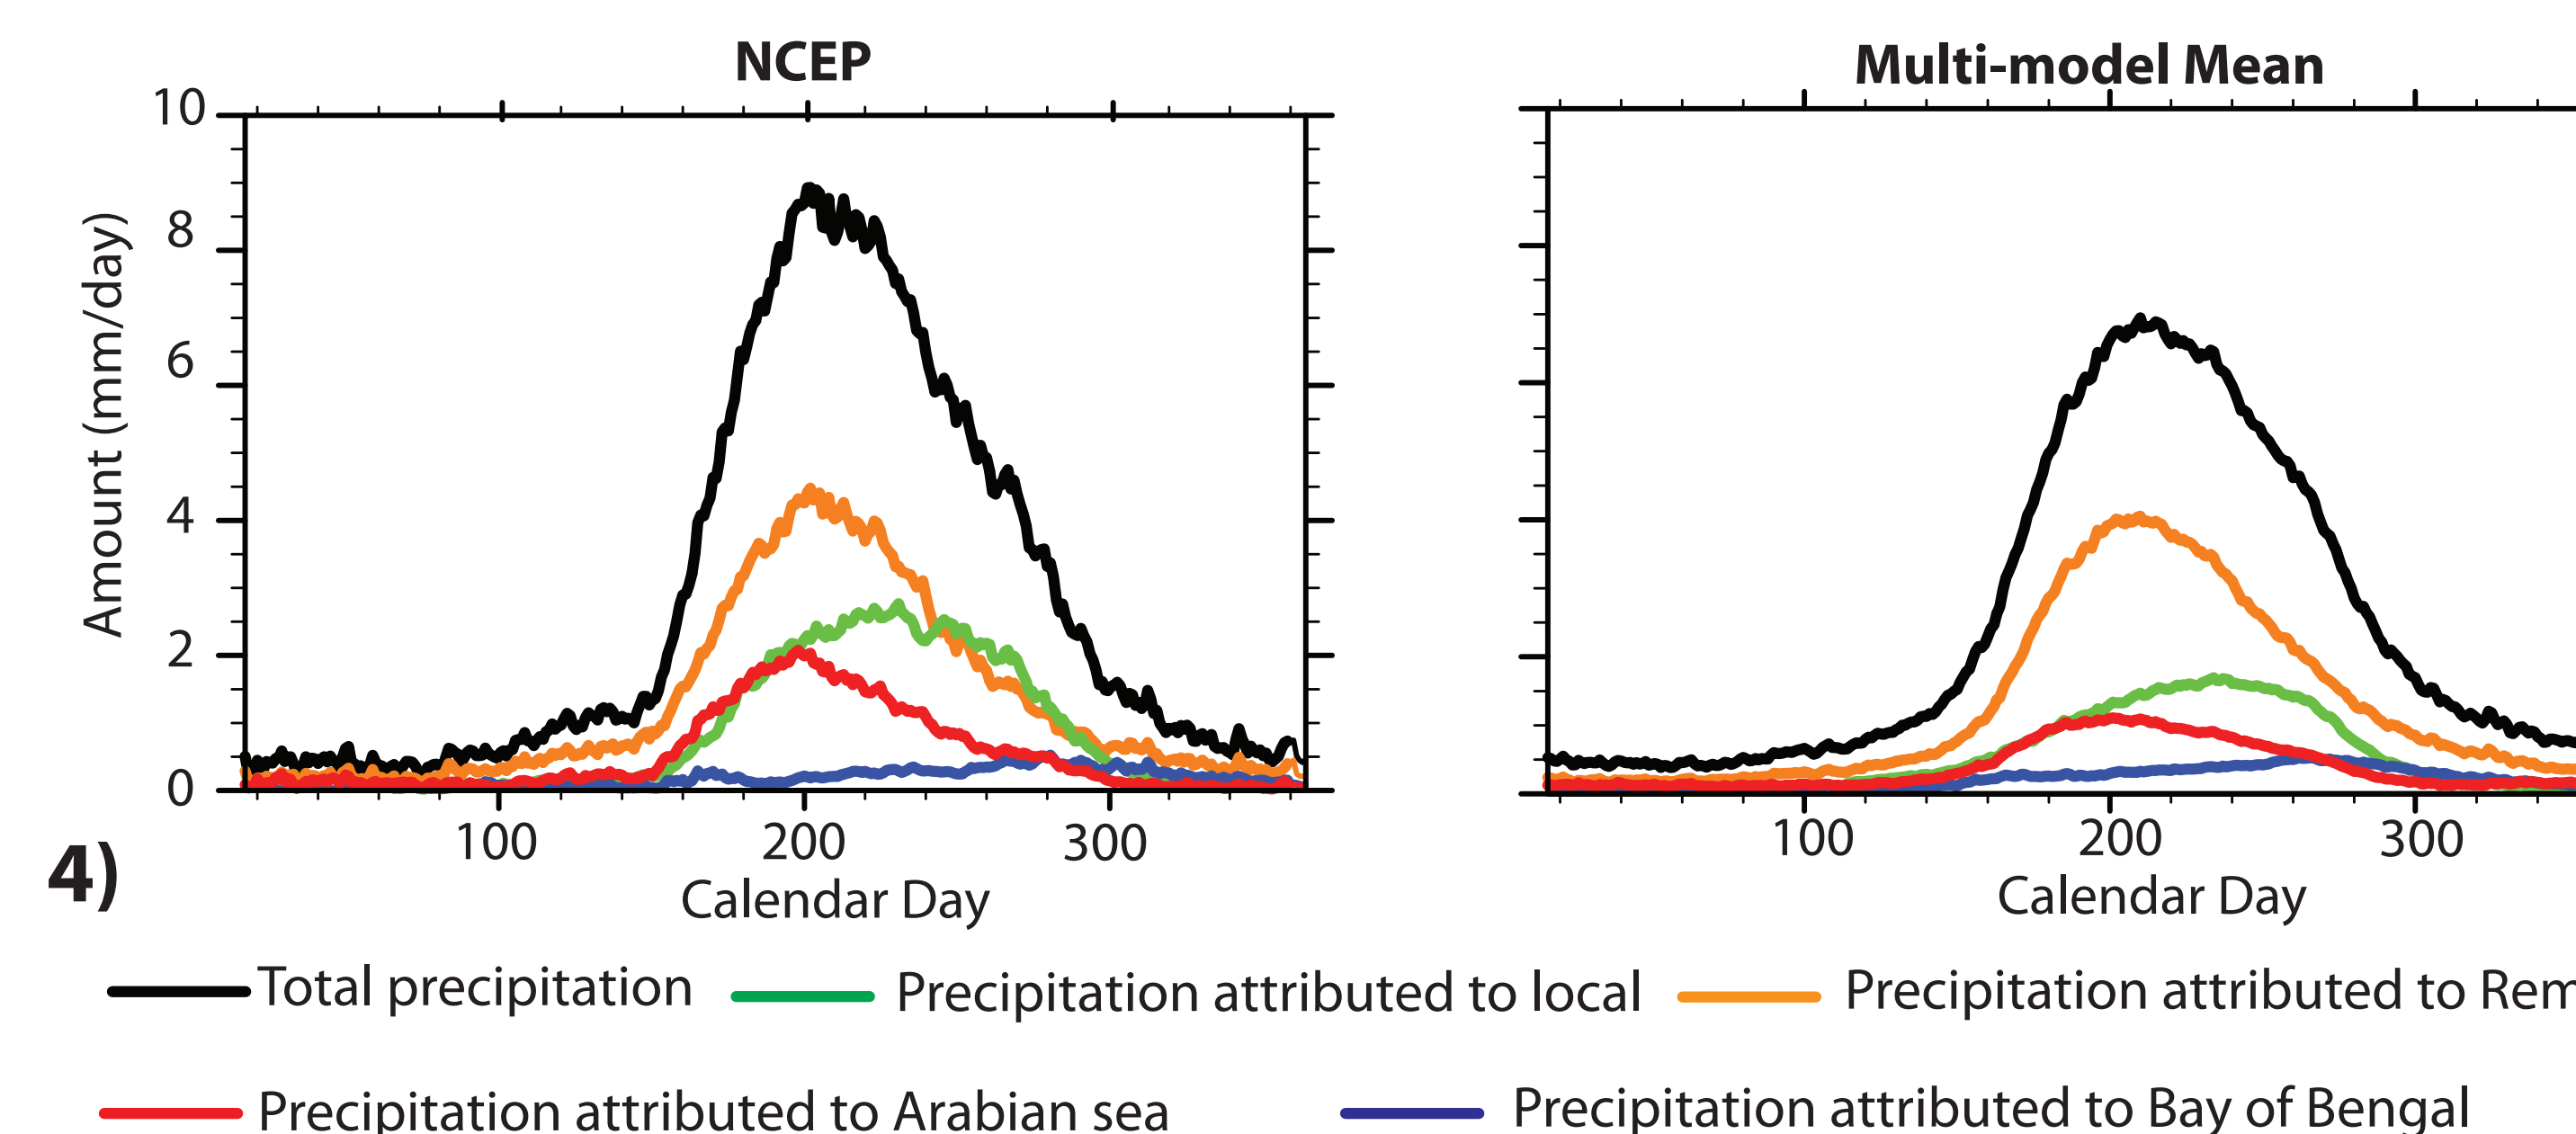 NCEP
Multi-model Mean
10
8
6
4
2
0
Amount (mm/day)
100 200 300
100 200 300
Calendar Day
Calendar Day
4)
Total precipitation
Precipitation attributed to local
Precipitation attributed to Rem
Precipitation attributed to Arabian sea
Precipitation attributed to Bay of Bengal